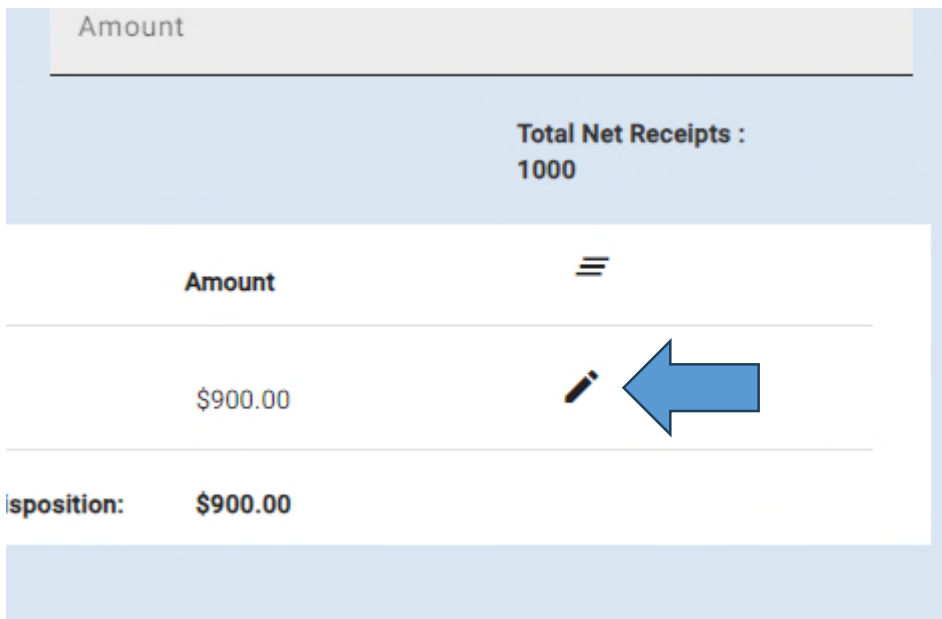 Amount
Total Net Receipts :
1000
Amount
$900.00
isposition: $900.00